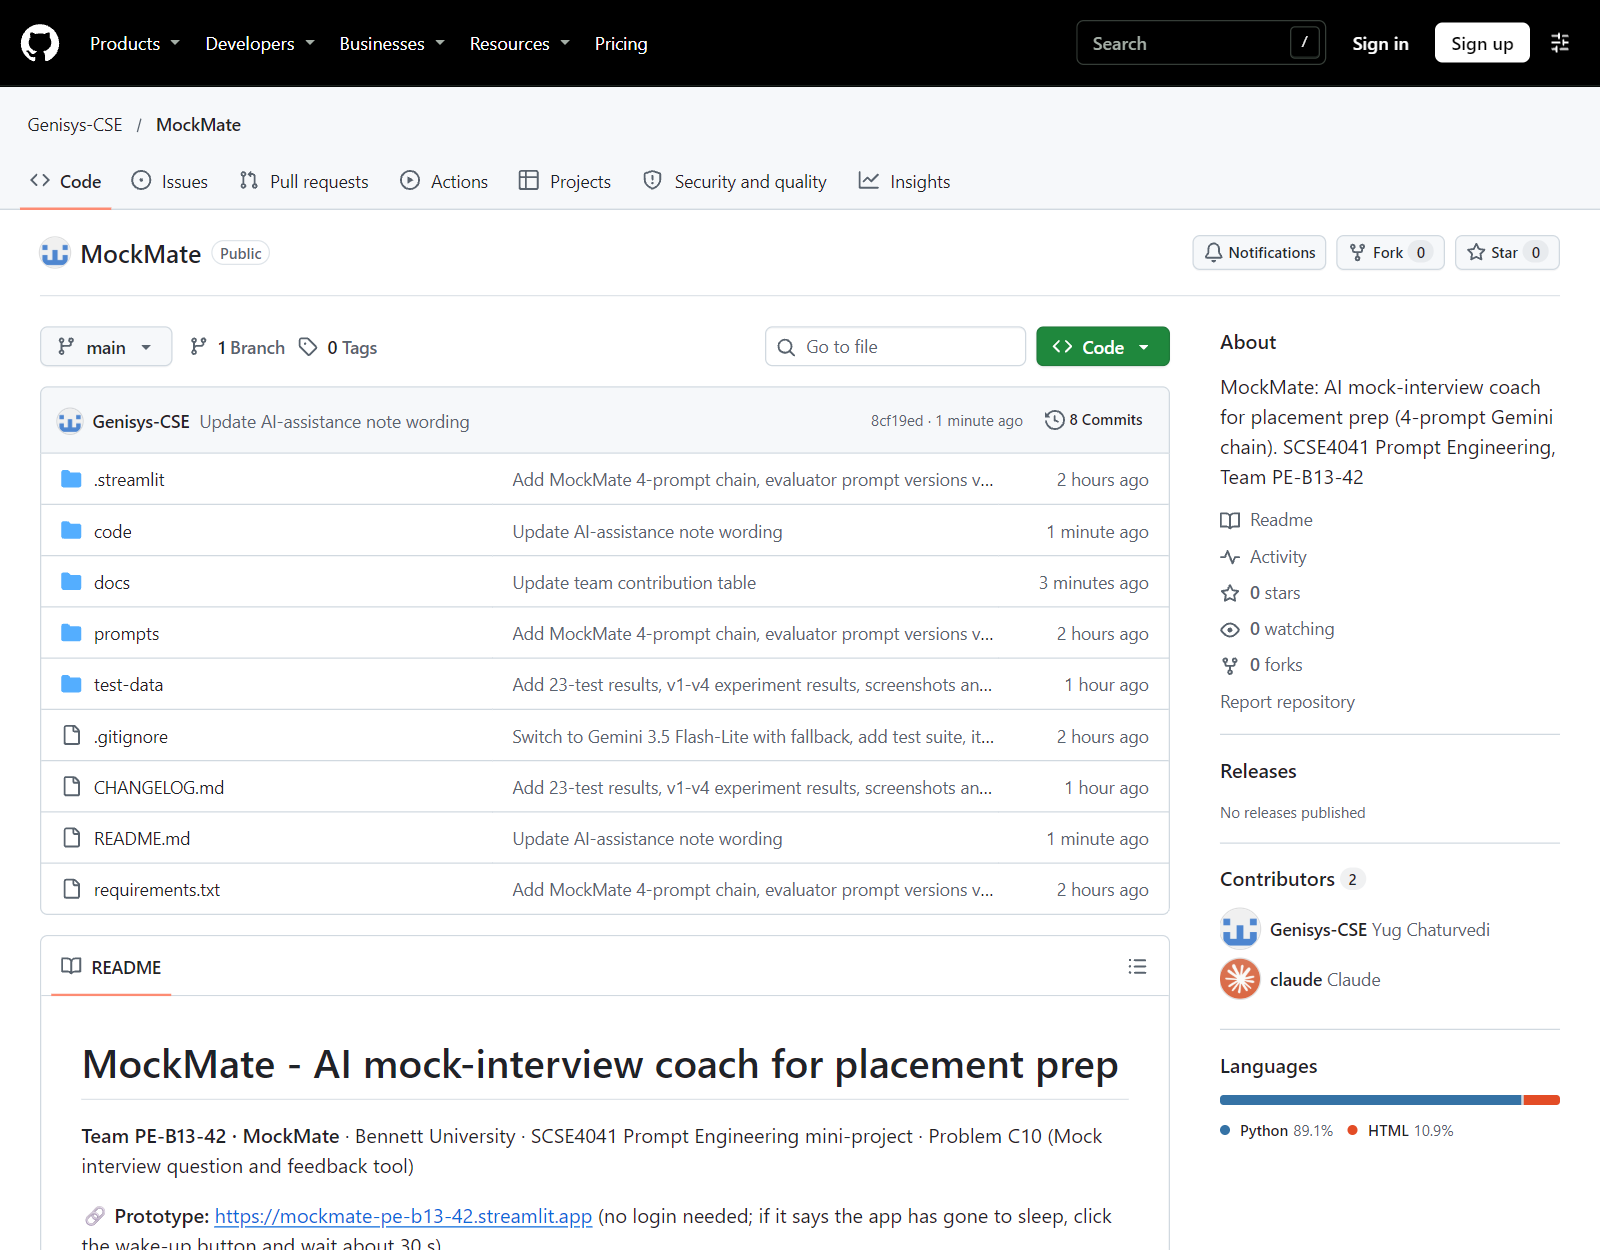 Products Developers Businesses Resources Pricing Search / Sign in Sign up
Genisys-CSE / MockMate
Code Issues Pull requests Actions Projects Security and quality Insights
MockMate Public Notifications Fork 0 Star 0
main 1 Branch 0 Tags Go to file Code
Genisys-CSE Update AI-assistance note wording 8cf19ed · 1 minute ago 8 Commits
.streamlit Add MockMate 4-prompt chain, evaluator prompt versions v... 2 hours ago
code Update AI-assistance note wording 1 minute ago
docs Update team contribution table 3 minutes ago
prompts Add MockMate 4-prompt chain, evaluator prompt versions v... 2 hours ago
test-data Add 23-test results, v1-v4 experiment results, screenshots an... 1 hour ago
.gitignore Switch to Gemini 3.5 Flash-Lite with fallback, add test suite, it... 2 hours ago
CHANGELOG.md Add 23-test results, v1-v4 experiment results, screenshots an... 1 hour ago
README.md Update AI-assistance note wording 1 minute ago
requirements.txt Add MockMate 4-prompt chain, evaluator prompt versions v... 2 hours ago
README
MockMate - AI mock-interview coach for placement prep
Team PE-B13-42 · MockMate · Bennett University · SCSE4041 Prompt Engineering mini-project · Problem C10 (Mock
interview question and feedback tool)
🔗 Prototype: https://mockmate-pe-b13-42.streamlit.app (no login needed; if it says the app has gone to sleep, click
the wake-up button and wait about 30 s)
About
MockMate: AI mock-interview coach
for placement prep (4-prompt Gemini
chain). SCSE4041 Prompt Engineering,
Team PE-B13-42
Readme
Activity
0 stars
0 watching
0 forks
Report repository
Releases
No releases published
Contributors 2
Genisys-CSE Yug Chaturvedi
claude Claude
Languages
Python 89.1% HTML 10.9%